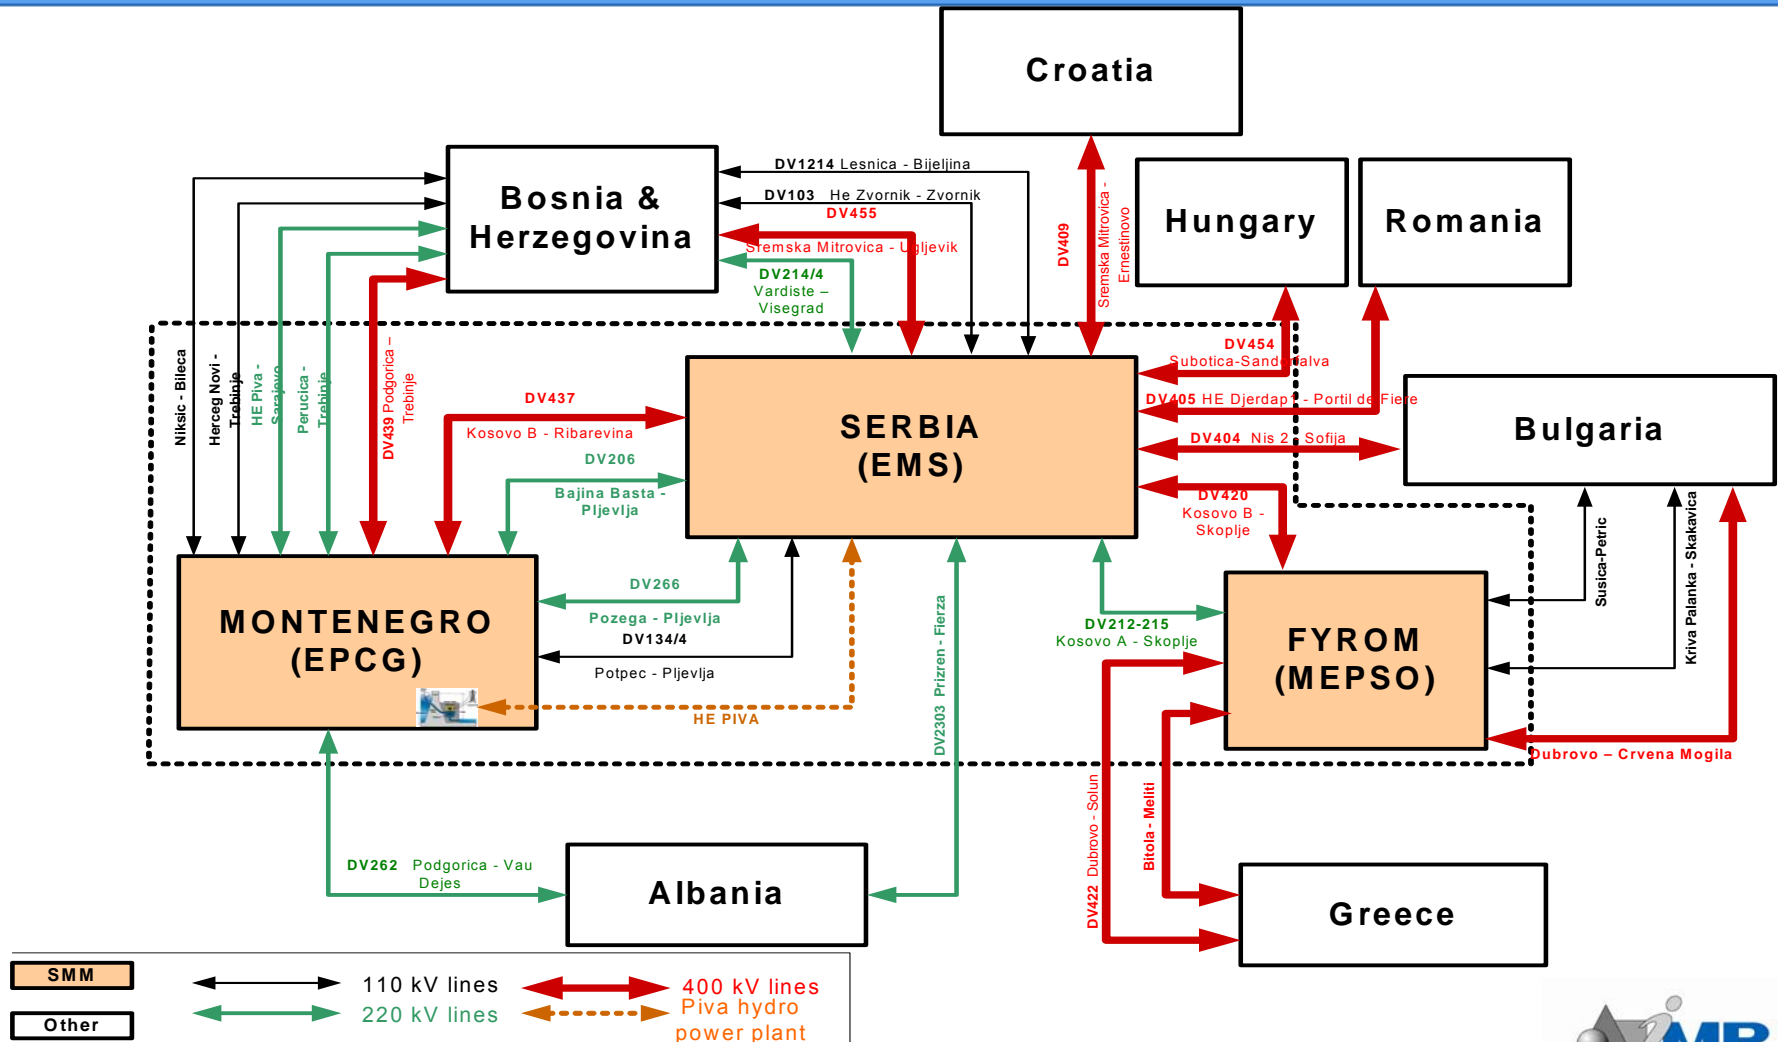 Croatia
Bosnia &
Herzegovina
DV1214 Lesnica - Bijeljina
DV103 He Zvornik - Zvornik
DV455
Sremska Mitrovica - Ugljevik
DV214/4
Vardiste –
Visegrad
DV409
Sremska Mitrovica -
Ernestinovo
Hungary
Romania
DV454
Subotica-Sandorfalva
DV405 HE Djerdap1 - Portil de Fiere
DV404 Nis 2 - Sofija
Bulgaria
Niksic - Bileca
Herceg Novi -
Trebinje
HE Piva -
Sarajevo
Perucica -
Trebinje
DV439 Podgorica –
Trebinje
DV437
Kosovo B - Ribarevina
DV206
Bajina Basta -
Pljevlja
SERBIA
(EMS)
DV420
Kosovo B -
Skoplje
Susica-Petric
Kriva Palanka - Skakavica
MONTENEGRO
(EPCG)
DV266
Pozega - Pljevlja
DV134/4
Potpec - Pljevlja
HE PIVA
DV2303 Prizren - Fierza
DV212-215
Kosovo A - Skoplje
FYROM
(MEPSO)
Dubrovo – Crvena Mogila
DV422 Dubrovo - Solun
Bitola - Meliti
DV262 Podgorica - Vau
Dejes
Albania
Greece
SMM
110 kV lines
400 kV lines
Other
220 kV lines
Piva hydro
power plant